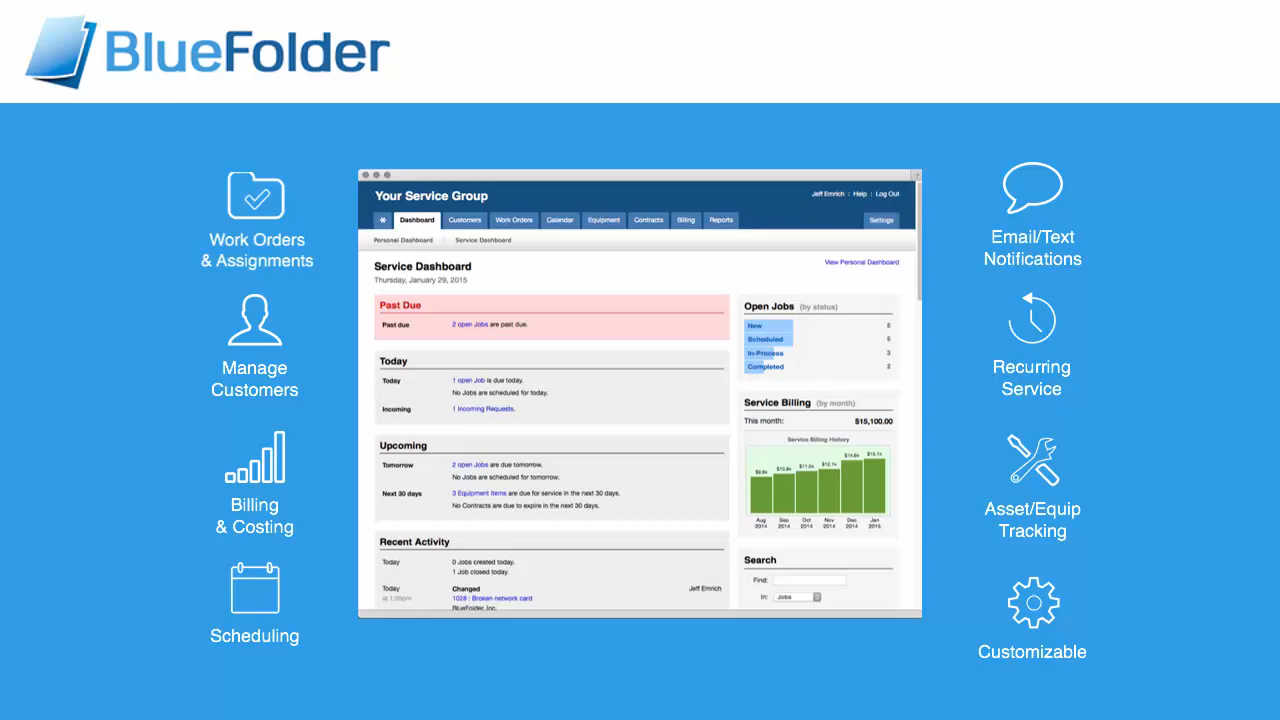 BlueFolder
Work Orders
& Assignments
Manage
Customers
Billing
& Costing
Scheduling
Your Service Group
Jeff Emrich : Help : Log Out
Dashboard Customers Work Orders Calendar Equipment Contracts Billing Reports Settings
Personal Dashboard Service Dashboard
Service Dashboard
View Personal Dashboard
Thursday, January 29, 2015
Past Due
Past due 2 open Jobs are past due.
Today
Today 1 open Job is due today.
No Jobs are scheduled for today.
Incoming 1 Incoming Requests.
Upcoming
Tomorrow 2 open Jobs are due tomorrow.
No Jobs are scheduled for tomorrow.
Next 30 days 3 Equipment Items are due for service in the next 30 days.
No Contracts are due to expire in the next 30 days.
Recent Activity
Today 0 Jobs created today.
1 Job closed today.
Today Changed Jeff Emrich
at 1:55pm 1028 : Broken network card
BlueFolder, Inc.
Open Jobs (by status)
New 5
Scheduled 5
In-Process 3
Completed 2
Service Billing (by month)
This month: $15,100.00
Service Billing History
$12.1k $14.6k $15.1k
Aug Sep Oct Nov Dec Jan
2014 2014 2014 2014 2014 2015
Search
Find:
In: Jobs
Email/Text
Notifications
Recurring
Service
Asset/Equip
Tracking
Customizable